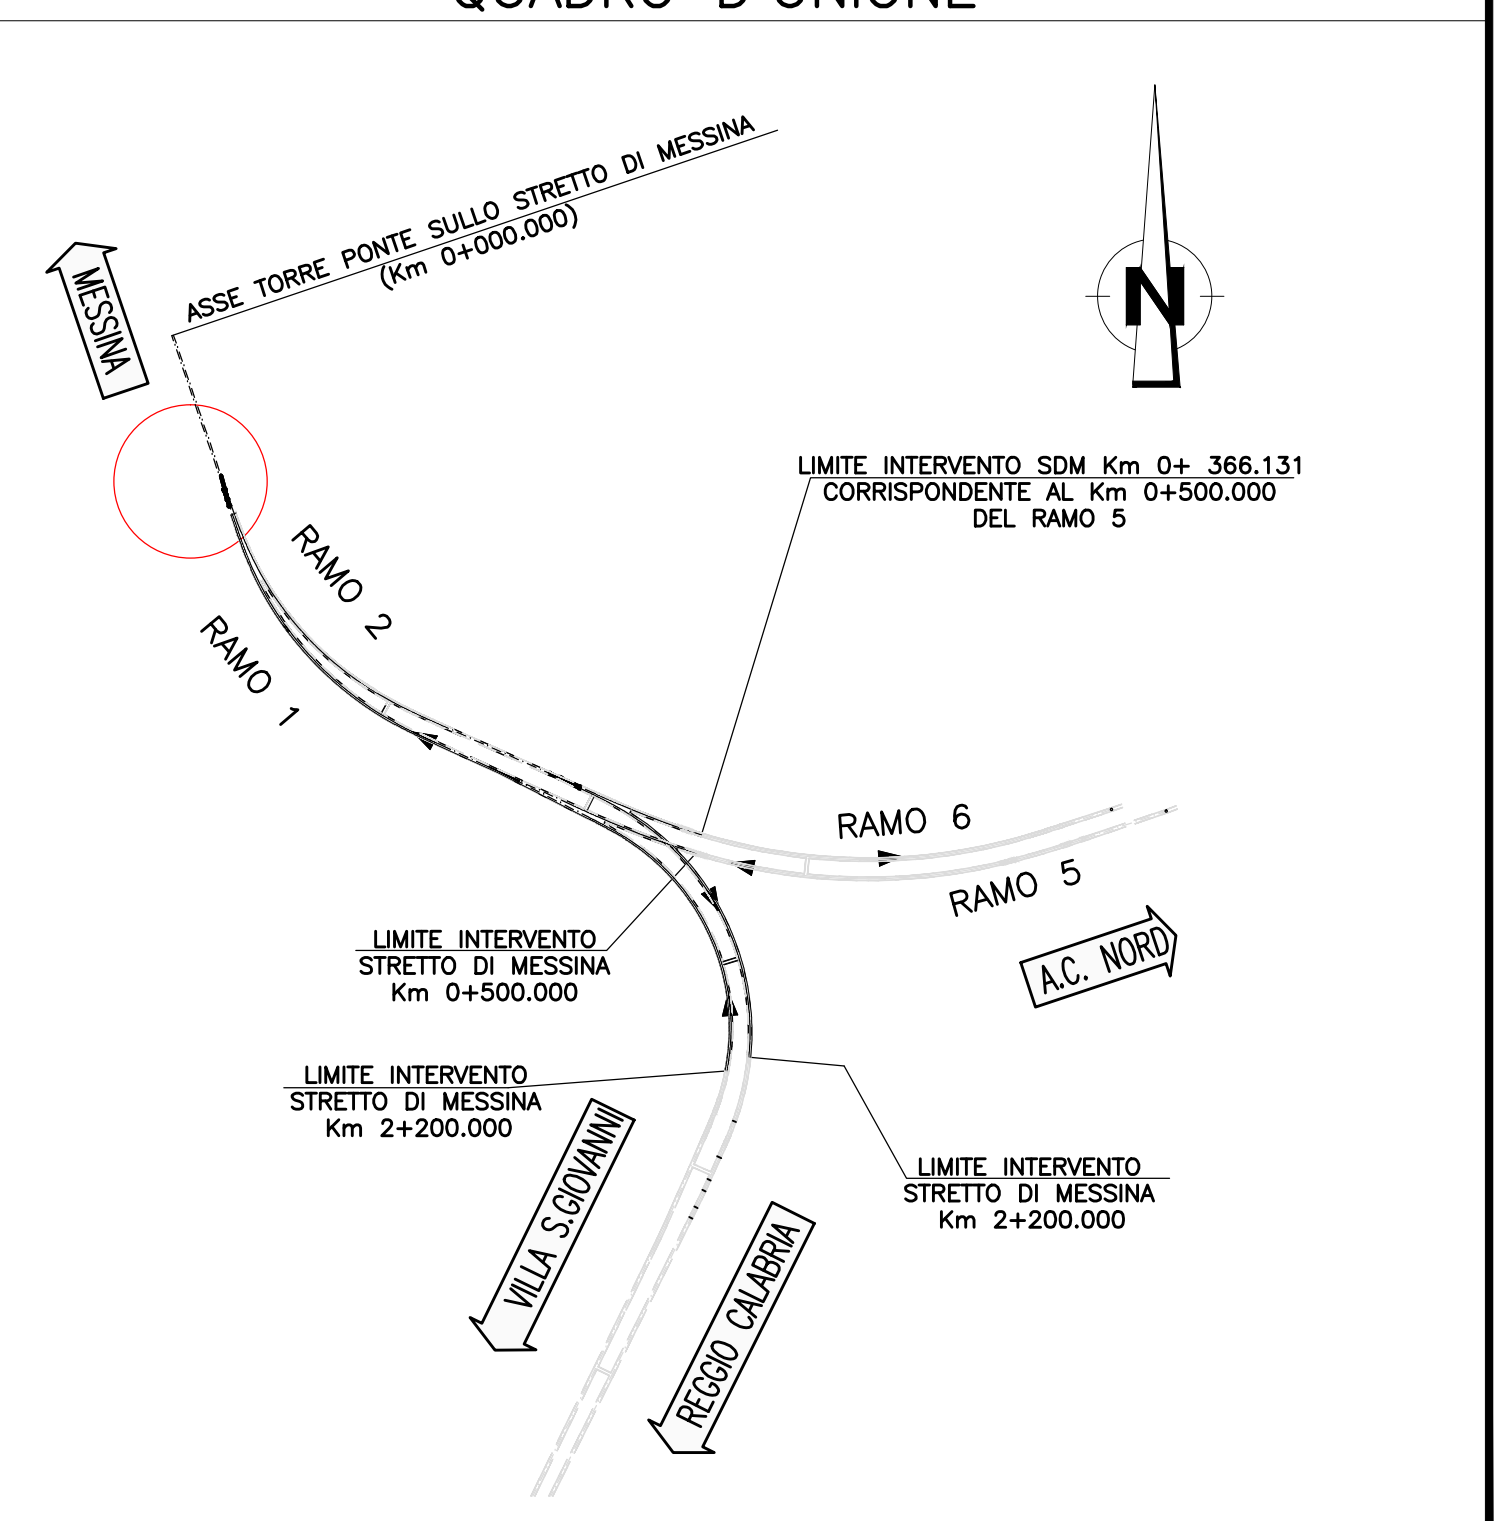 QUADRO D'UNIONE
ASSE TORRE PONTE SULLO STRETTO DI MESSINA
(Km 0+000.000)
MESSINA
N
LIMITE INTERVENTO SDM Km 0+ 366.131
CORRISPONDENTE AL Km 0+500.000
DEL RAMO 5
RAMO 2
RAMO 1
RAMO 6
RAMO 5
A.C. NORD
LIMITE INTERVENTO
STRETTO DI MESSINA
Km 0+500.000
LIMITE INTERVENTO
STRETTO DI MESSINA
Km 2+200.000
VILLA S.GIOVANNI
LIMITE INTERVENTO
STRETTO DI MESSINA
Km 2+200.000
REGGIO CALABRIA